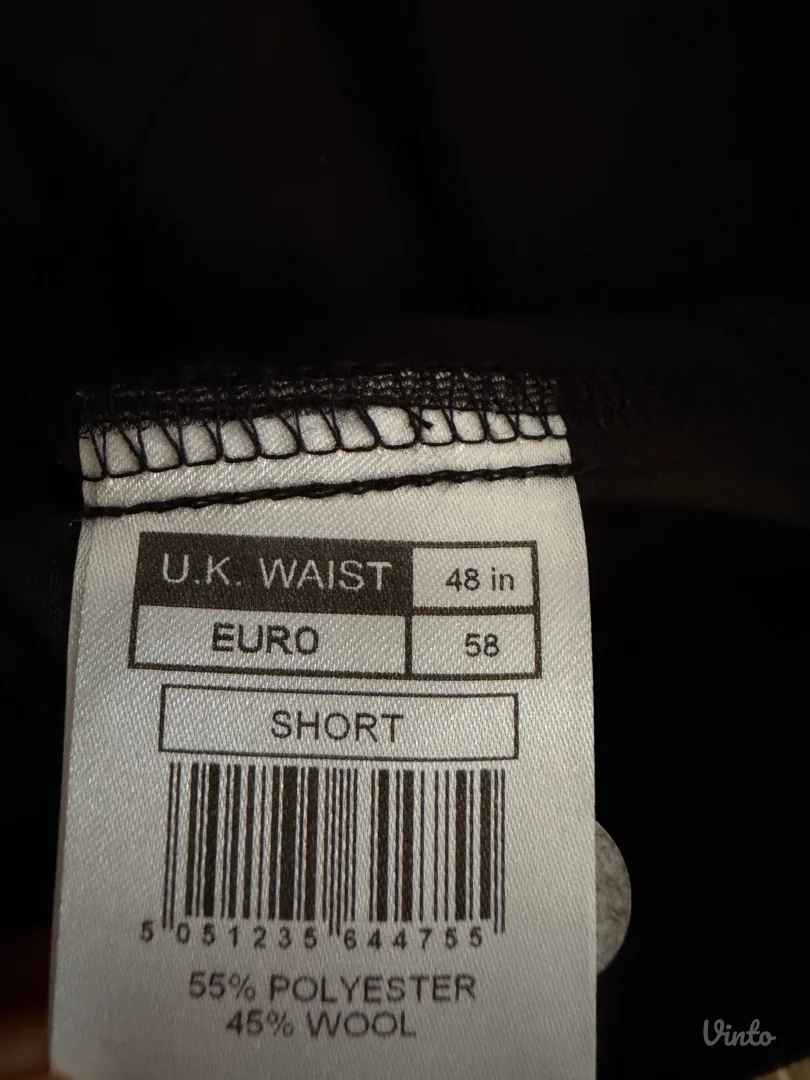 U.K. WAIST 48 in
EURO 58
SHORT
5 051235 644755
55% POLYESTER
45% WOOL
Vinto